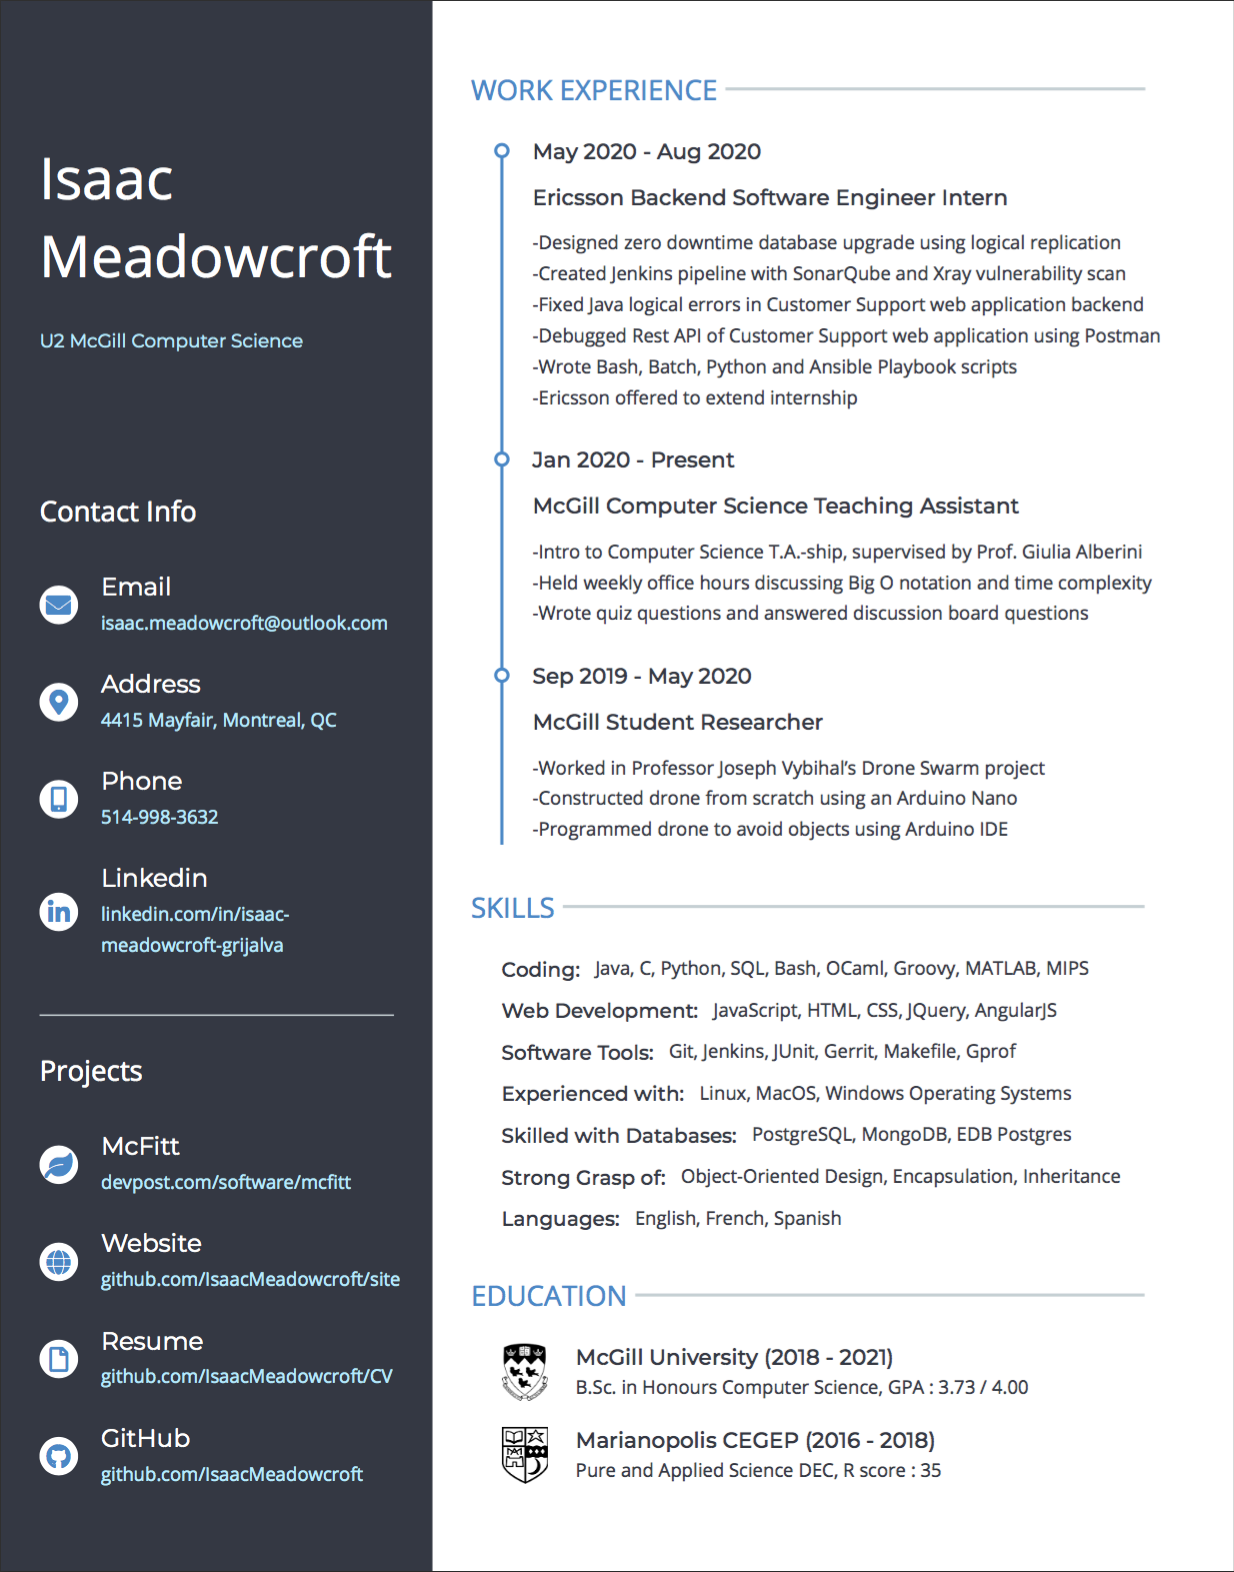 Isaac
Meadowcroft
U2 McGill Computer Science
Contact Info
Email
isaac.meadowcroft@outlook.com
Address
4415 Mayfair, Montreal, QC
Phone
514-998-3632
Linkedin
linkedin.com/in/isaac-
meadowcroft-grijalva
Projects
McFitt
devpost.com/software/mcfitt
Website
github.com/IsaacMeadowcroft/site
Resume
github.com/IsaacMeadowcroft/CV
GitHub
github.com/IsaacMeadowcroft
WORK EXPERIENCE
May 2020 - Aug 2020
Ericsson Backend Software Engineer Intern
-Designed zero downtime database upgrade using logical replication
-Created Jenkins pipeline with SonarQube and Xray vulnerability scan
-Fixed Java logical errors in Customer Support web application backend
-Debugged Rest API of Customer Support web application using Postman
-Wrote Bash, Batch, Python and Ansible Playbook scripts
-Ericsson offered to extend internship
Jan 2020 - Present
McGill Computer Science Teaching Assistant
-Intro to Computer Science T.A.-ship, supervised by Prof. Giulia Alberini
-Held weekly office hours discussing Big O notation and time complexity
-Wrote quiz questions and answered discussion board questions
Sep 2019 - May 2020
McGill Student Researcher
-Worked in Professor Joseph Vybihal's Drone Swarm project
-Constructed drone from scratch using an Arduino Nano
-Programmed drone to avoid objects using Arduino IDE
SKILLS
Coding: Java, C, Python, SQL, Bash, OCaml, Groovy, MATLAB, MIPS
Web Development: JavaScript, HTML, CSS, JQuery, AngularJS
Software Tools: Git, Jenkins, JUnit, Gerrit, Makefile, Gprof
Experienced with: Linux, MacOS, Windows Operating Systems
Skilled with Databases: PostgreSQL, MongoDB, EDB Postgres
Strong Grasp of: Object-Oriented Design, Encapsulation, Inheritance
Languages: English, French, Spanish
EDUCATION
McGill University (2018 - 2021)
B.Sc. in Honours Computer Science, GPA : 3.73 / 4.00
Marianopolis CEGEP (2016 - 2018)
Pure and Applied Science DEC, R score : 35